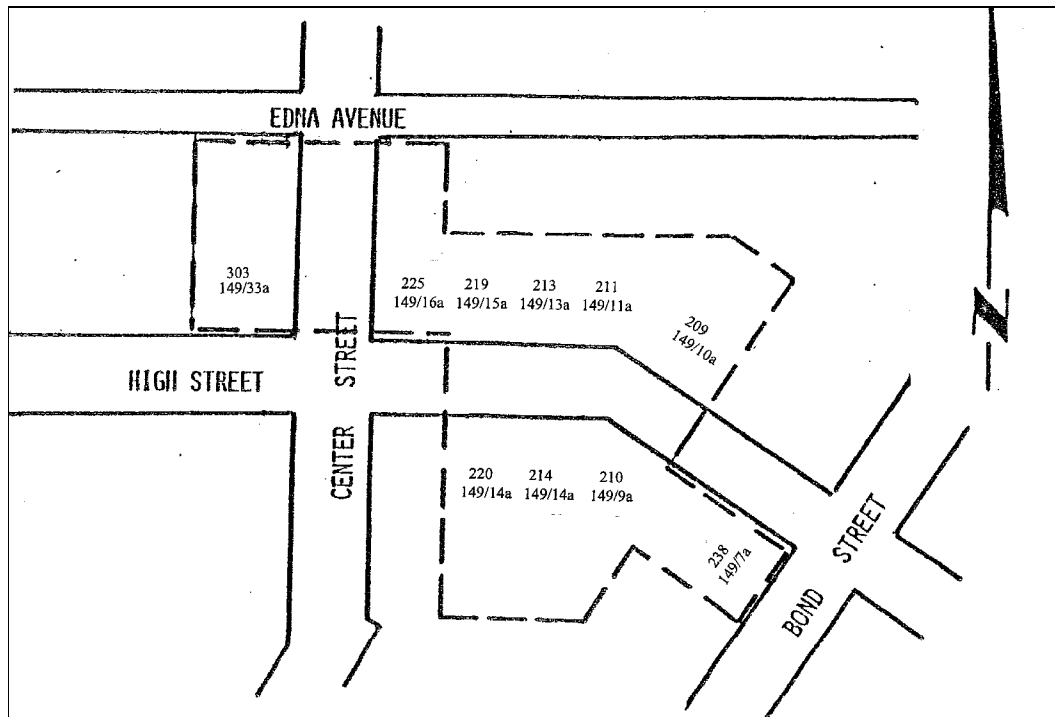 EDNA AVENUE
303
149/33a
225 219 213 211
149/16a 149/15a 149/13a 149/11a
209
149/10a
HIGH STREET
CENTER STREET
220 214 210
149/14a 149/14a 149/9a
238
149/7a
BOND STREET
N